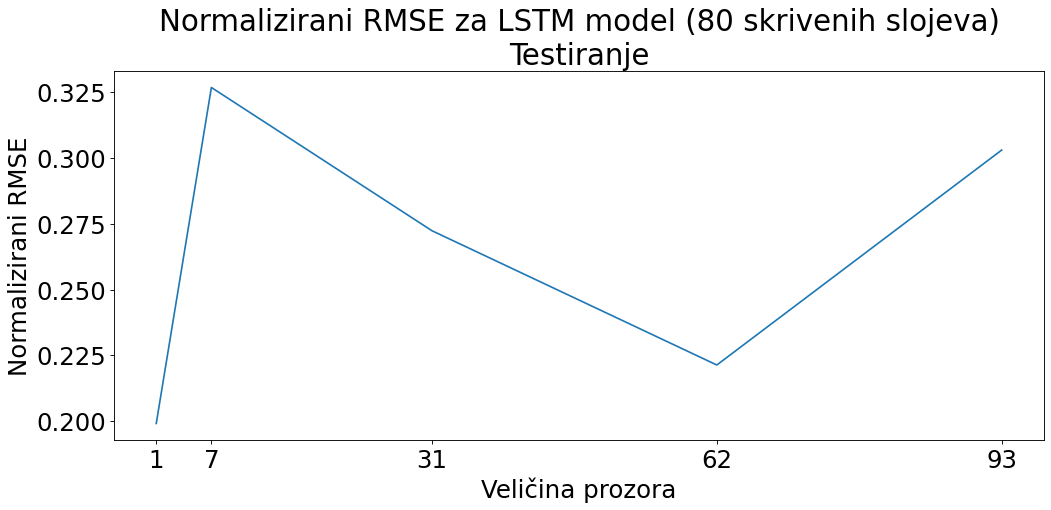 Normalizirani RMSE za LSTM model (80 skrivenih slojeva)
Testiranje
Normalizirani RMSE
0.325
0.300
0.275
0.250
0.225
0.200
1 7 31 62 93
Veličina prozora